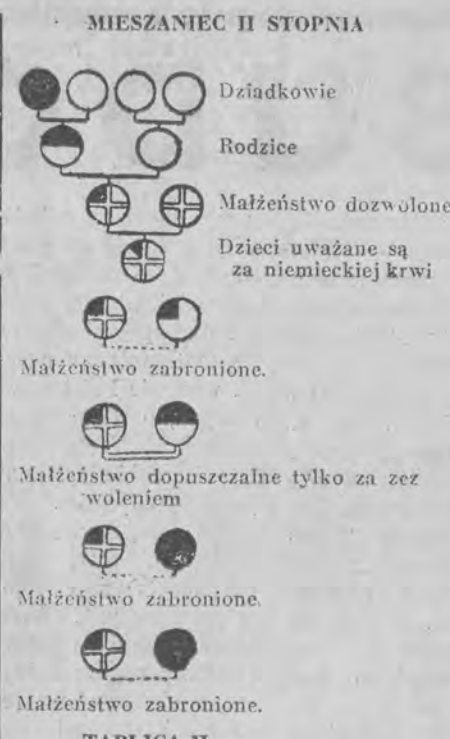 MIESZANIEC II STOPNIA
Dziadkowie
Rodzice
Małżeństwo dozwolone
Dzieci uważane są
za niemieckiej krwi
Małżeństwo zabronione.
Małżeństwo dopuszczalne tylko za zez
woleniem
Małżeństwo zabronione.
Małżeństwo zabronione.
TABLICA II